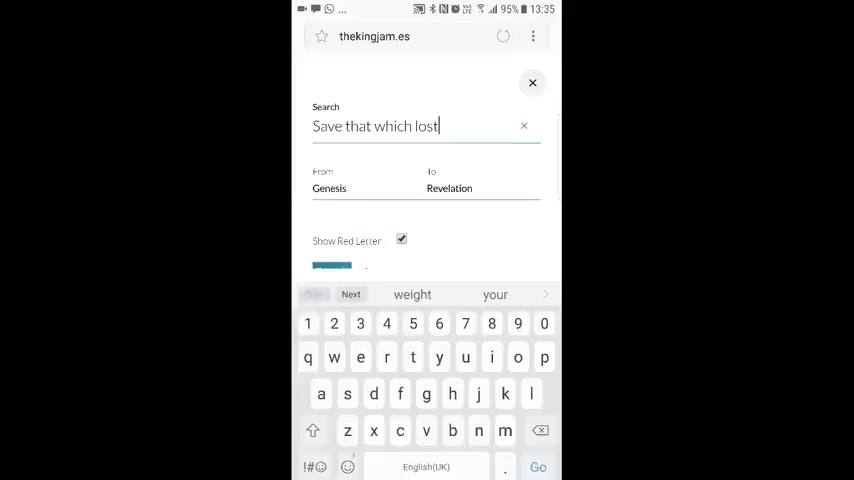 ... 95% 13:35
thekingjam.es
Search
Save that which lost
From To
Genesis Revelation
Show Red Letter
Next weight your
1 2 3 4 5 6 7 8 9 0
q w e r t y u i o p
a s d f g h j k l
z x c v b n m
!#☺ English(UK) . Go